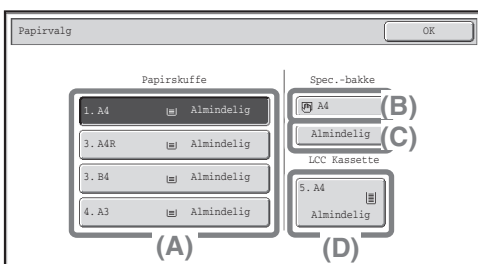 Papirvalg
OK
Papirskuffe
1. A4 Almindelig
3. A4R Almindelig
3. B4 Almindelig
4. A3 Almindelig
(A)
Spec.-bakke
A4
(B)
Almindelig
(C)
LCC Kassette
5. A4
Almindelig
(D)